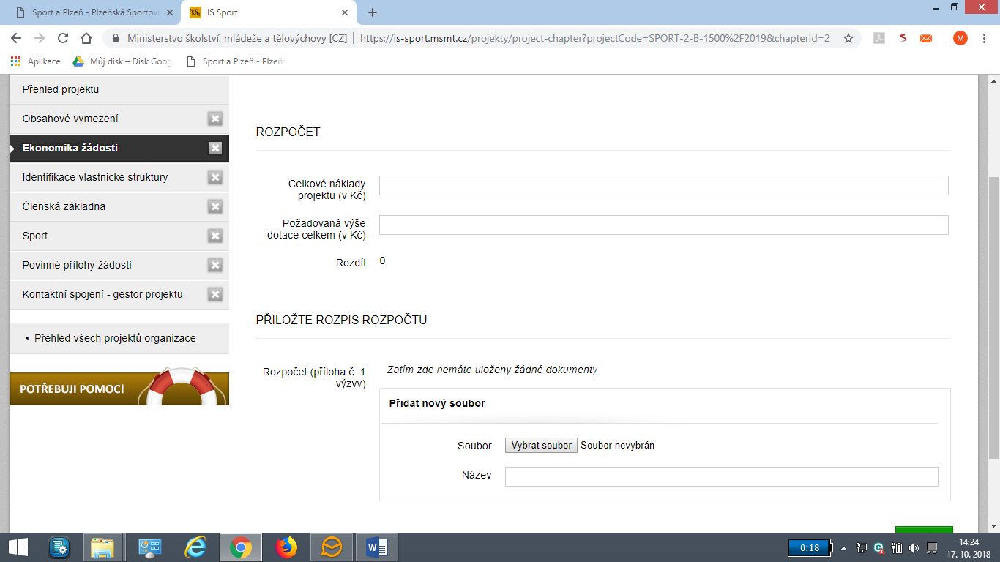 Sport a Plzeň - Plzeňská Sportov
IS Sport
Ministerstvo školství, mládeže a tělovýchovy [CZ]
https://is-sport.msmt.cz/projekty/project-chapter?projectCode=SPORT-2-B-1500%2F2019&chapterId=2
M
Aplikace
Můj disk – Disk Goog
Sport a Plzeň - Plzeňs
Přehled projektu
Obsahové vymezení
Ekonomika žádosti
Identifikace vlastnické struktury
Členská základna
Sport
Povinné přílohy žádosti
Kontaktní spojení - gestor projektu
Přehled všech projektů organizace
POTŘEBUJI POMOC!
ROZPOČET
Celkové náklady
projektu (v Kč)
Požadovaná výše
dotace celkem (v Kč)
Rozdíl 0
PŘILOŽTE ROZPIS ROZPOČTU
Rozpočet (příloha č. 1
výzvy)
Zatím zde nemáte uloženy žádné dokumenty
Přidat nový soubor
Soubor Vybrat soubor Soubor nevybrán
Název
0:18
14:24
17. 10. 2018